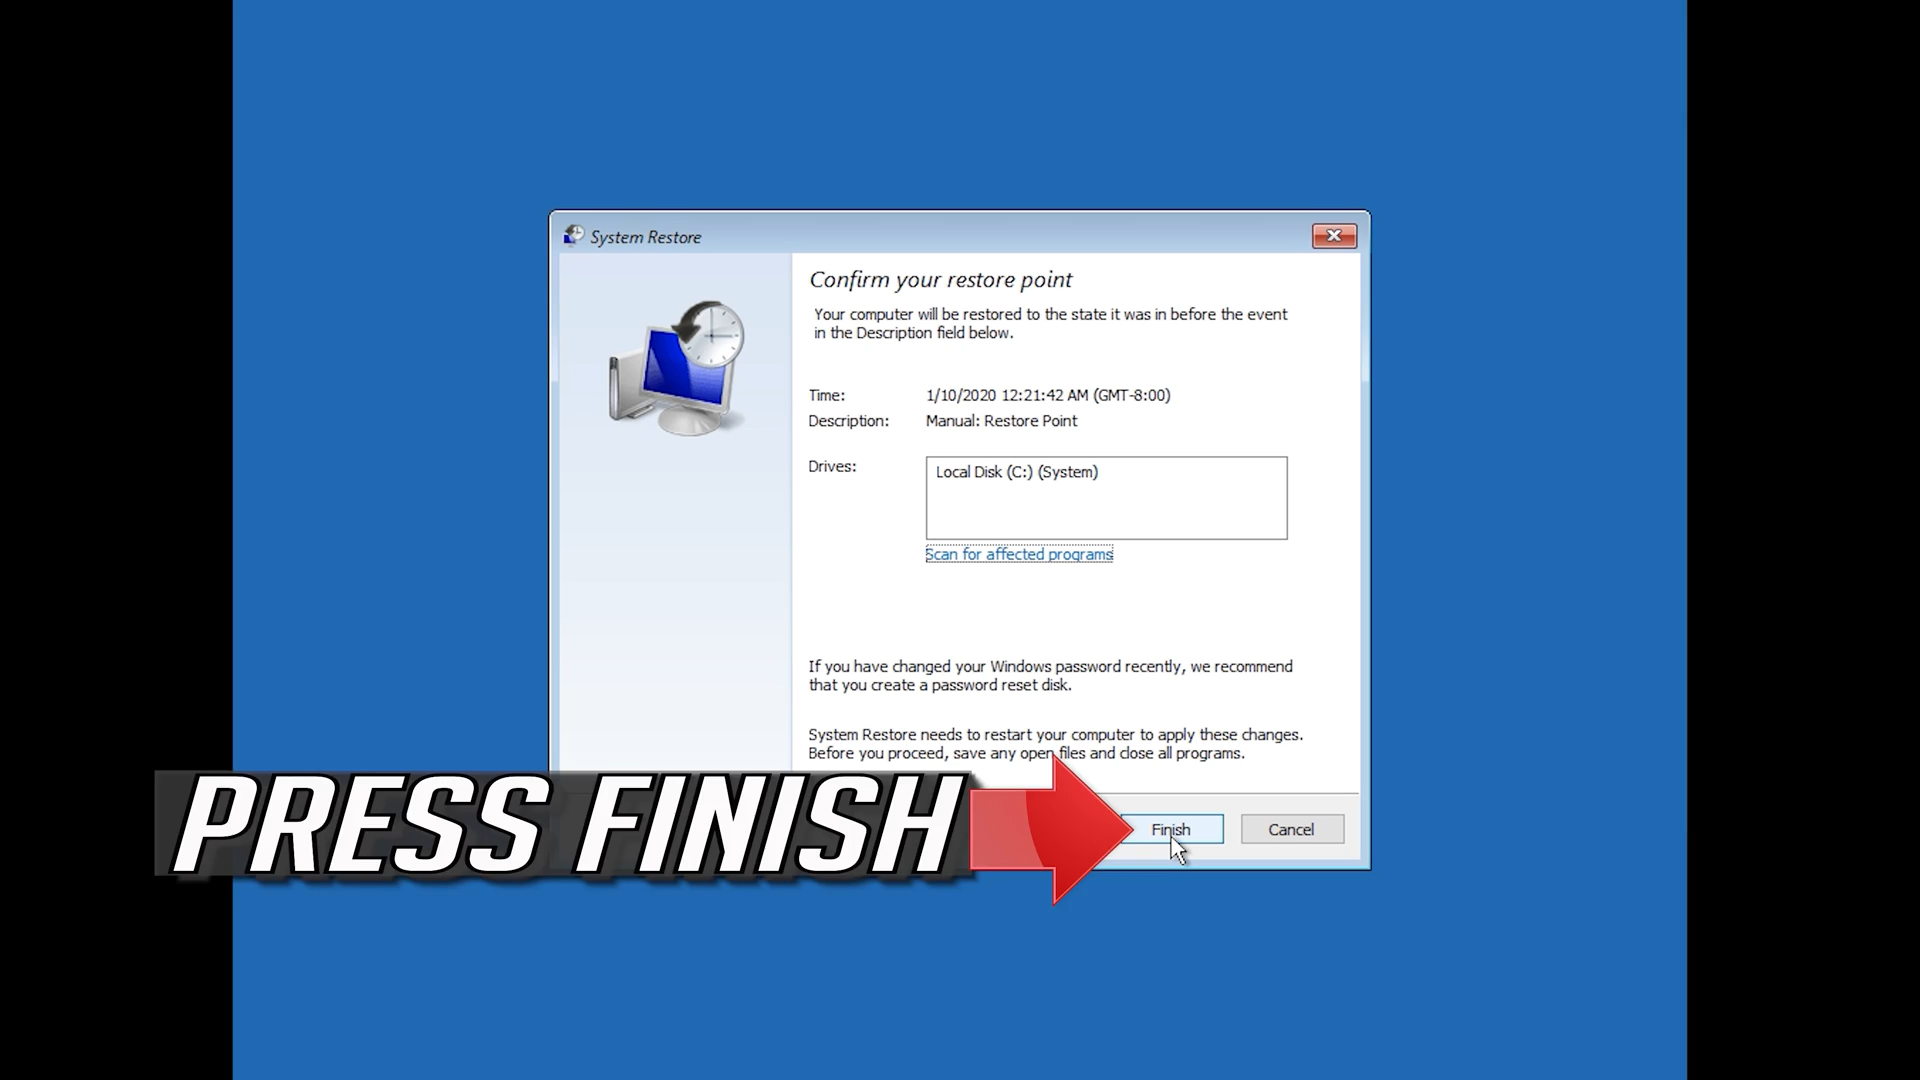 System Restore
Confirm your restore point
Your computer will be restored to the state it was in before the event
in the Description field below.
Time: 1/10/2020 12:21:42 AM (GMT-8:00)
Description: Manual: Restore Point
Drives: Local Disk (C:) (System)
Scan for affected programs
If you have changed your Windows password recently, we recommend
that you create a password reset disk.
System Restore needs to restart your computer to apply these changes.
Before you proceed, save any open files and close all programs.
PRESS FINISH
Finish Cancel